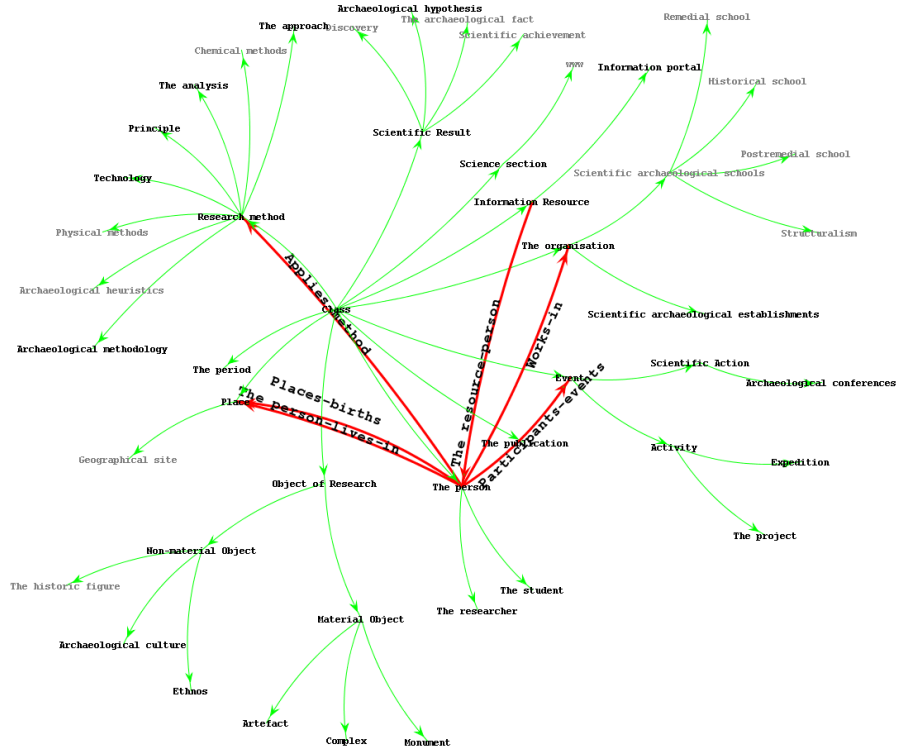 Archaeological hypothesis
Remedial school
The archaeological fact
The approach
Discovery
Scientific achievement
Chemical methods
www
Information portal
Historical school
The analysis
Principle
Scientific Result
Postremedial school
Science section
Scientific archaeological schools
Technology
Information Resource
Research method
Physical methods
Structuralism
The organisation
Archaeological heuristics
Applies-method
Class
Scientific archaeological establishments
Works-in
The resource-person
Archaeological methodology
Scientific Action
The period
Event
Archaeological conferences
Places-births
Place
The person-lives-in
Participants-events
The publication
Activity
Geographical site
Expedition
Object of Research
The person
The project
Non-material Object
The historic figure
The student
The researcher
Material Object
Archaeological culture
Ethnos
Artefact
Complex
Monument